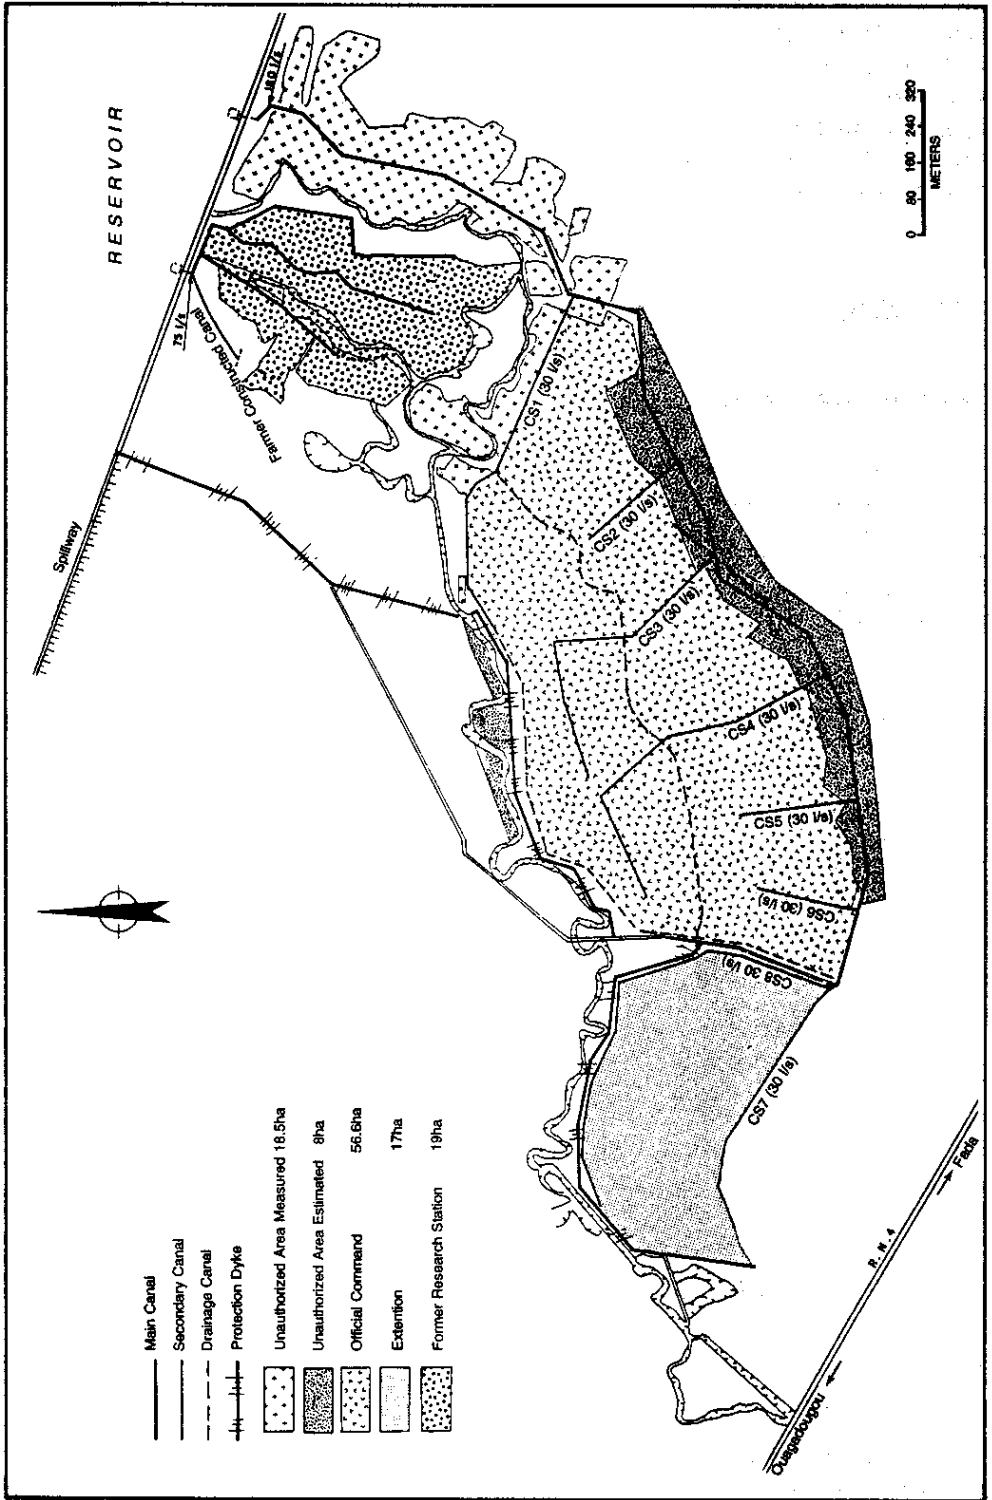 RESERVOIR
Spillway
180 l/s
D
C
75 l/s
Farmer Constructed Canal
CS1 (30 l/s)
CS2 (30 l/s)
CS3 (30 l/s)
CS4 (30 l/s)
CS5 (30 l/s)
CS6 (30 l/s)
CS8 30 l/s)
CS7 (30 l/s)
0 80 160 240 320
METERS
Main Canal
Secondary Canal
Drainage Canal
Protection Dyke
Unauthorized Area Measured 18.5ha
Unauthorized Area Estimated 8ha
Official Command 56.6ha
Extention 17ha
Former Research Station 19ha
R.N.4
Fada
Ouagadougou